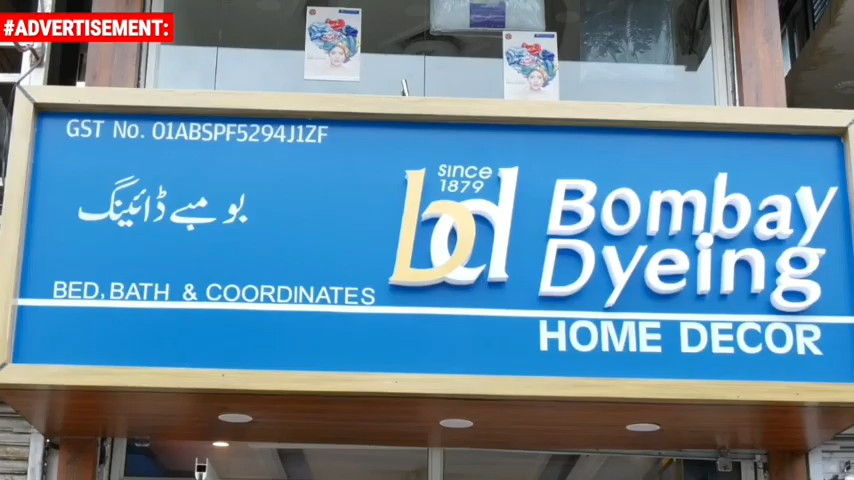 #ADVERTISEMENT:
GST No. 01ABSPF5294J1ZF
بومبے ڈائینگ
BED, BATH & COORDINATES
since
1879
bd
Bombay
Dyeing
HOME DECOR